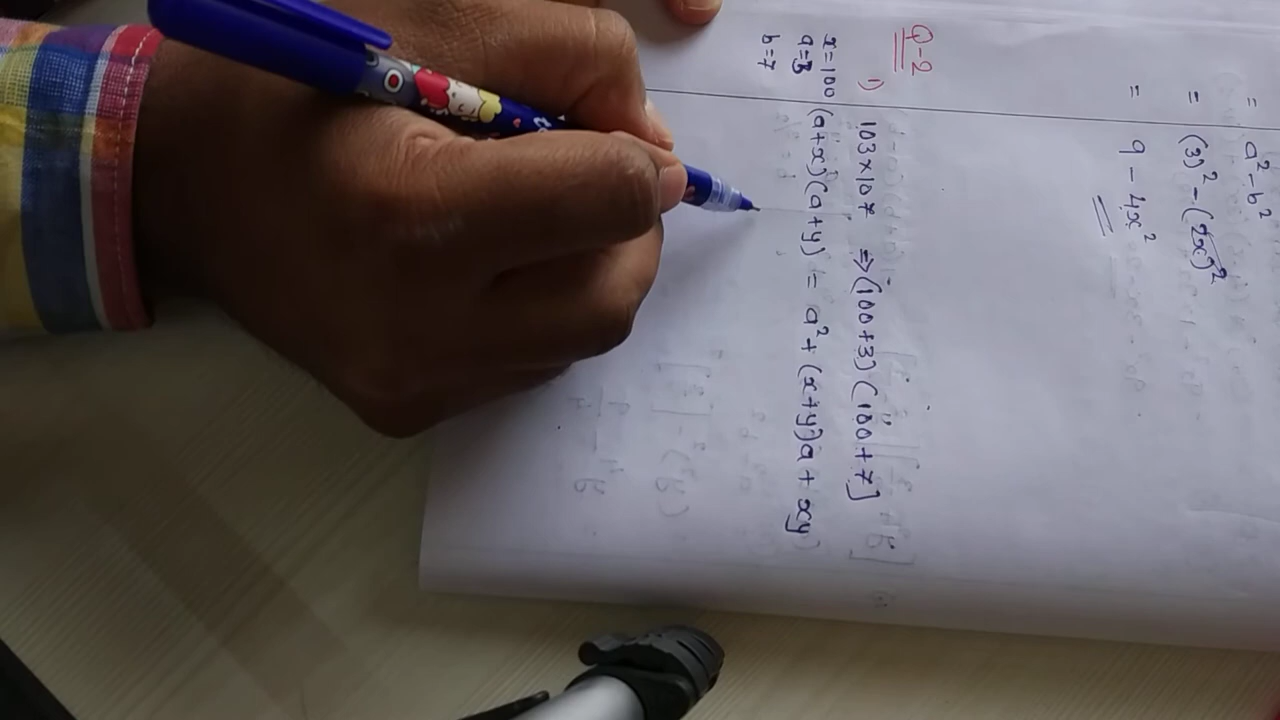 = a² - b²
= (3)² - (2x)²
= 9 - 4x²
Q-2
1) 103 × 107 ⇒ (100 + 3) (100 + 7]
x = 100 (a + x) (a + y) = a² + (x + y) a + xy
a = 3
b = 7